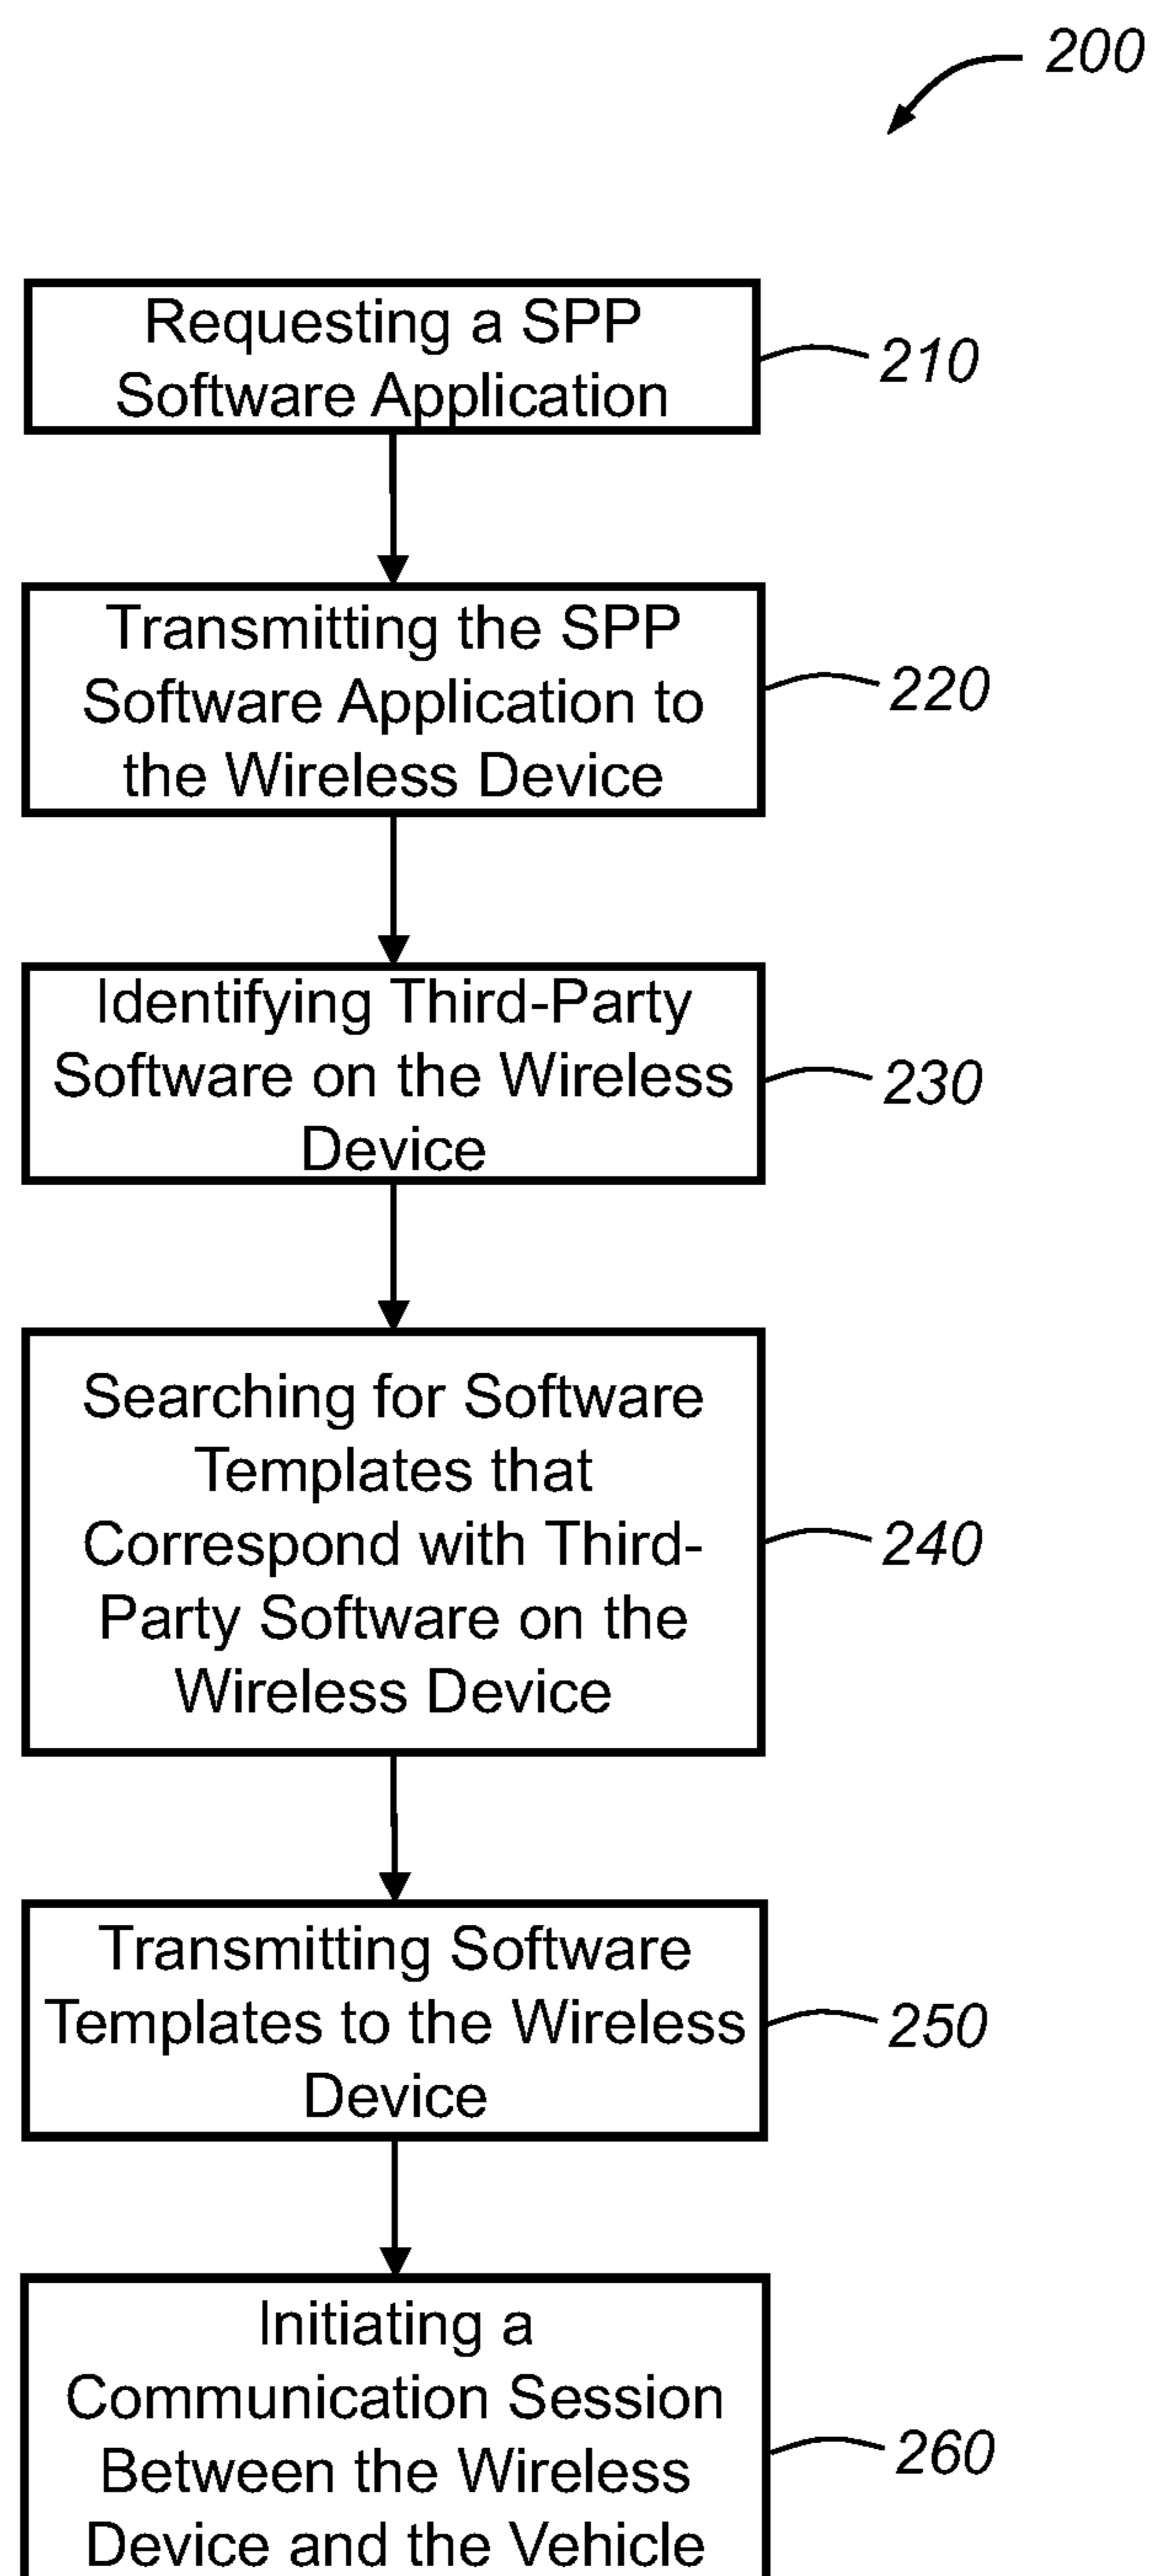 200
Requesting a SPP
Software Application
210
Transmitting the SPP
Software Application to
the Wireless Device
220
Identifying Third-Party
Software on the Wireless
Device
230
Searching for Software
Templates that
Correspond with Third-
Party Software on the
Wireless Device
240
Transmitting Software
Templates to the Wireless
Device
250
Initiating a
Communication Session
Between the Wireless
Device and the Vehicle
260